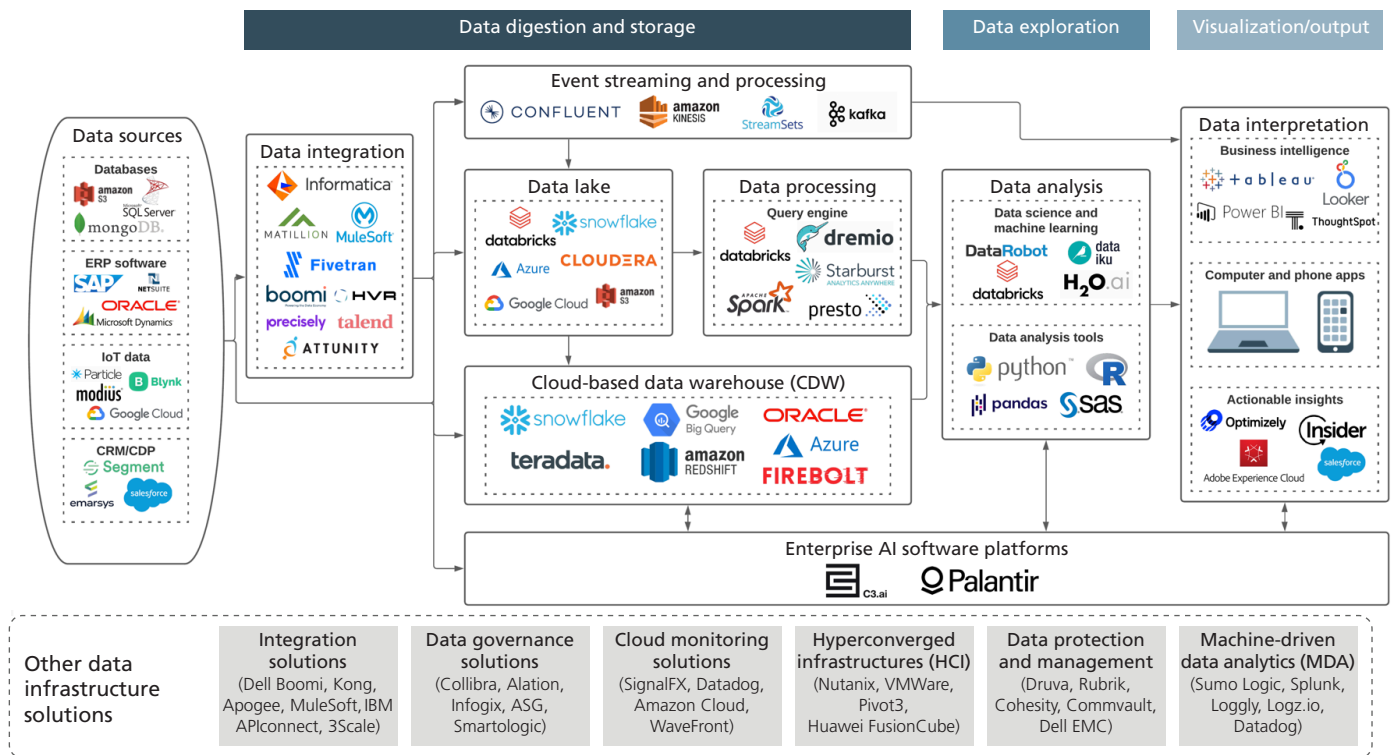 Data digestion and storage
Data exploration
Visualization/output
Data sources
Databases
amazon
S3
Microsoft
SQL Server
mongoDB.
ERP software
SAP
NETSUITE
ORACLE
Microsoft Dynamics
IoT data
Particle
modius
Blynk
Google Cloud
CRM/CDP
Segment
emarsys
salesforce
Data integration
Informatica
MATILLION
MuleSoft
Fivetran
boomi
HVR
precisely
talend
ATTUNITY
Event streaming and processing
CONFLUENT
amazon
KINESIS
StreamSets
kafka
Data lake
databricks
snowflake
Azure
CLOUDERA
Google Cloud
amazon
S3
Data processing
Query engine
databricks
dremio
Starburst
ANALYTICS ANYWHERE
APACHE
Spark
presto
Cloud-based data warehouse (CDW)
snowflake
Google
Big Query
ORACLE
teradata.
amazon
REDSHIFT
Azure
FIREBOLT
Data analysis
Data science and
machine learning
DataRobot
data
iku
databricks
H2O.ai
Data analysis tools
python
R
pandas
sas
Data interpretation
Business intelligence
+ableau
Looker
Power BI
ThoughtSpot
Computer and phone apps
Actionable insights
Optimizely
Insider
Adobe Experience Cloud
salesforce
Enterprise AI software platforms
C3.ai
Palantir
Other data
infrastructure
solutions
Integration
solutions
(Dell Boomi, Kong,
Apogee, MuleSoft, IBM
APIconnect, 3Scale)
Data governance
solutions
(Collibra, Alation,
Infogix, ASG,
Smartologic)
Cloud monitoring
solutions
(SignalFX, Datadog,
Amazon Cloud,
WaveFront)
Hyperconverged
infrastructures (HCI)
(Nutanix, VMWare,
Pivot3,
Huawei FusionCube)
Data protection
and management
(Druva, Rubrik,
Cohesity, Commvault,
Dell EMC)
Machine-driven
data analytics (MDA)
(Sumo Logic, Splunk,
Loggly, Logz.io,
Datadog)